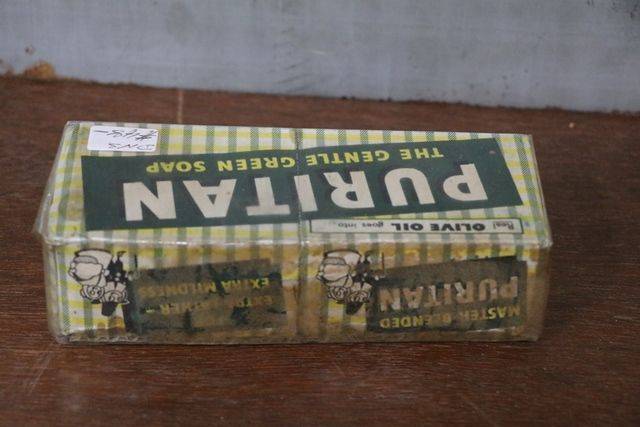 Real OLIVE OIL goes into
PURITAN
THE GENTLE GREEN SOAP
MASTER BLENDED
PURITAN
EXTRA MILDNESS